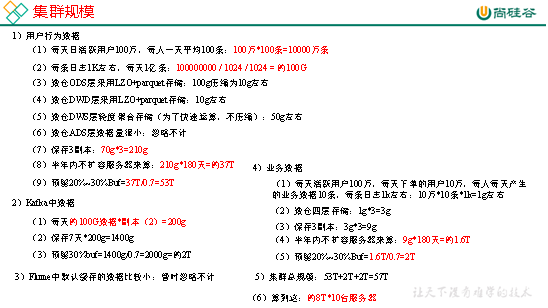 集群规模
尚硅谷
1）用户行为数据
（1）每天日活跃用户100万，每人一天平均100条：100万*100条=10000万条
（2）每条日志1K左右，每天1亿条：100000000 / 1024 / 1024 = 约100G
（3）数仓ODS层采用LZO+parquet存储：100g压缩为10g左右
（4）数仓DWD层采用LZO+parquet存储：10g左右
（5）数仓DWS层轻度聚合存储（为了快速运算，不压缩）：50g左右
（6）数仓ADS层数据量很小：忽略不计
（7）保存3副本：70g*3=210g
（8）半年内不扩容服务器来算：210g*180天=约37T
（9）预留20%~30%Buf=37T/0.7=53T
2）Kafka中数据
（1）每天约100G数据*副本（2）=200g
（2）保存7天*200g=1400g
（3）预留30%buf=1400g/0.7=2000g=约2T
3）Flume中默认缓存的数据比较小：暂时忽略不计
4）业务数据
（1）每天活跃用户100万，每天下单的用户10万，每人每天产生
的业务数据10条，每条日志1k左右：10万*10条*1k=1g左右
（2）数仓四层存储：1g*3=3g
（3）保存3副本：3g*3=9g
（4）半年内不扩容服务器来算：9g*180天=约1.6T
（5）预留20%~30%Buf=1.6T/0.7=2T
5）集群总规模：53T+2T+2T=57T
6）算到这：约8T*10台服务器
让天下没有难学的技术